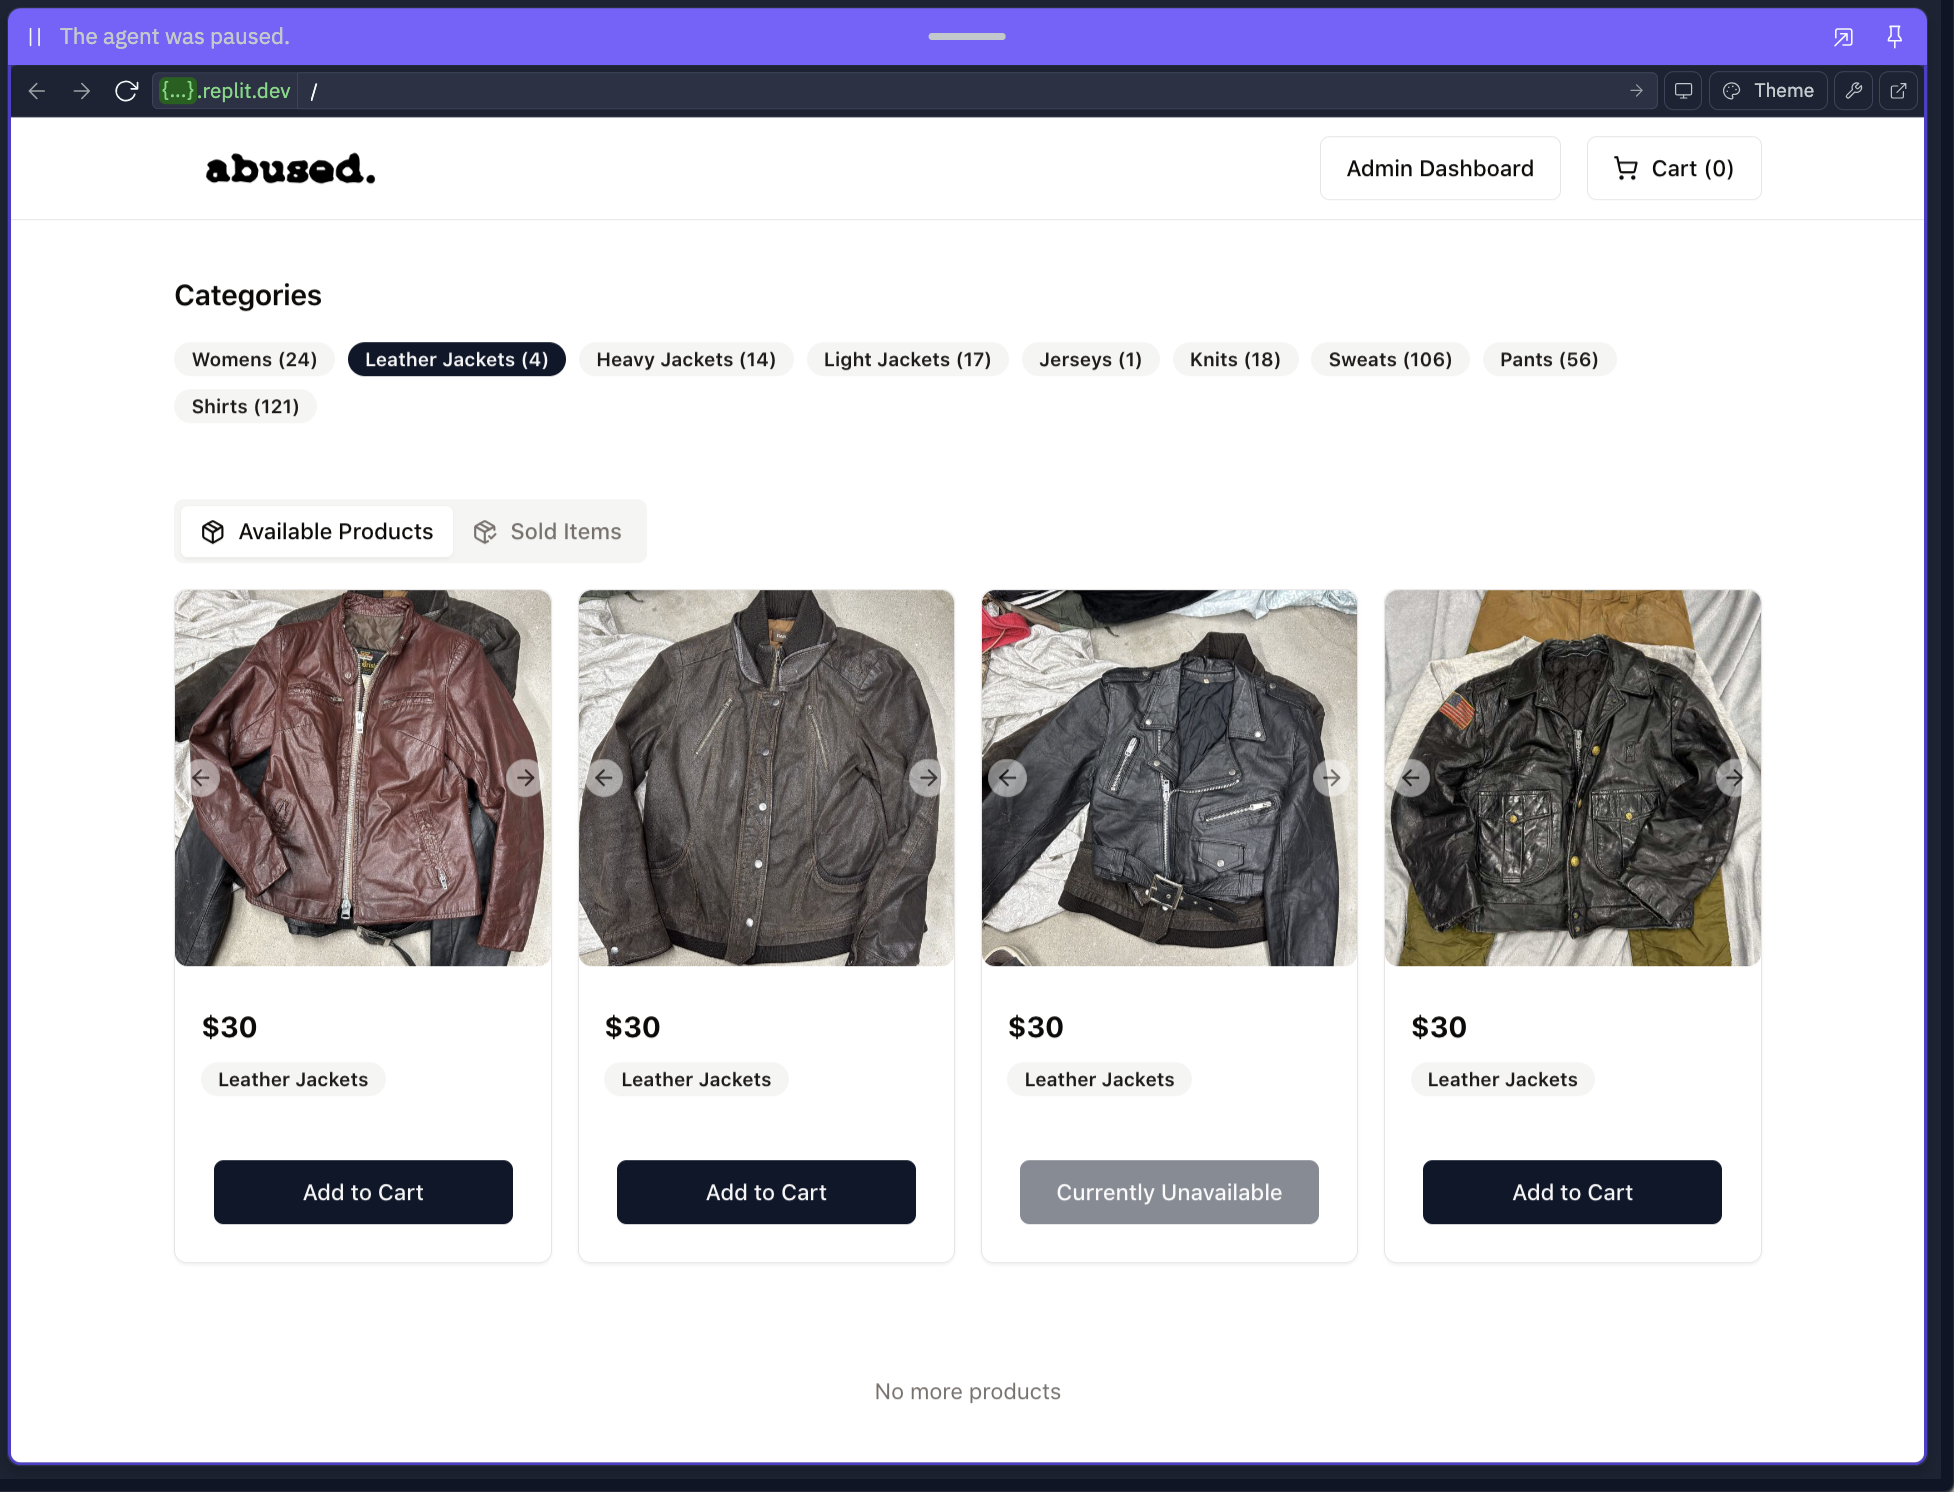 The agent was paused.
{...}.replit.dev /
Theme
abused.
Admin Dashboard
Cart (0)
Categories
Womens (24)
Leather Jackets (4)
Heavy Jackets (14)
Light Jackets (17)
Jerseys (1)
Knits (18)
Sweats (106)
Pants (56)
Shirts (121)
Available Products
Sold Items
$30
Leather Jackets
Add to Cart
$30
Leather Jackets
Add to Cart
$30
Leather Jackets
Currently Unavailable
$30
Leather Jackets
Add to Cart
No more products